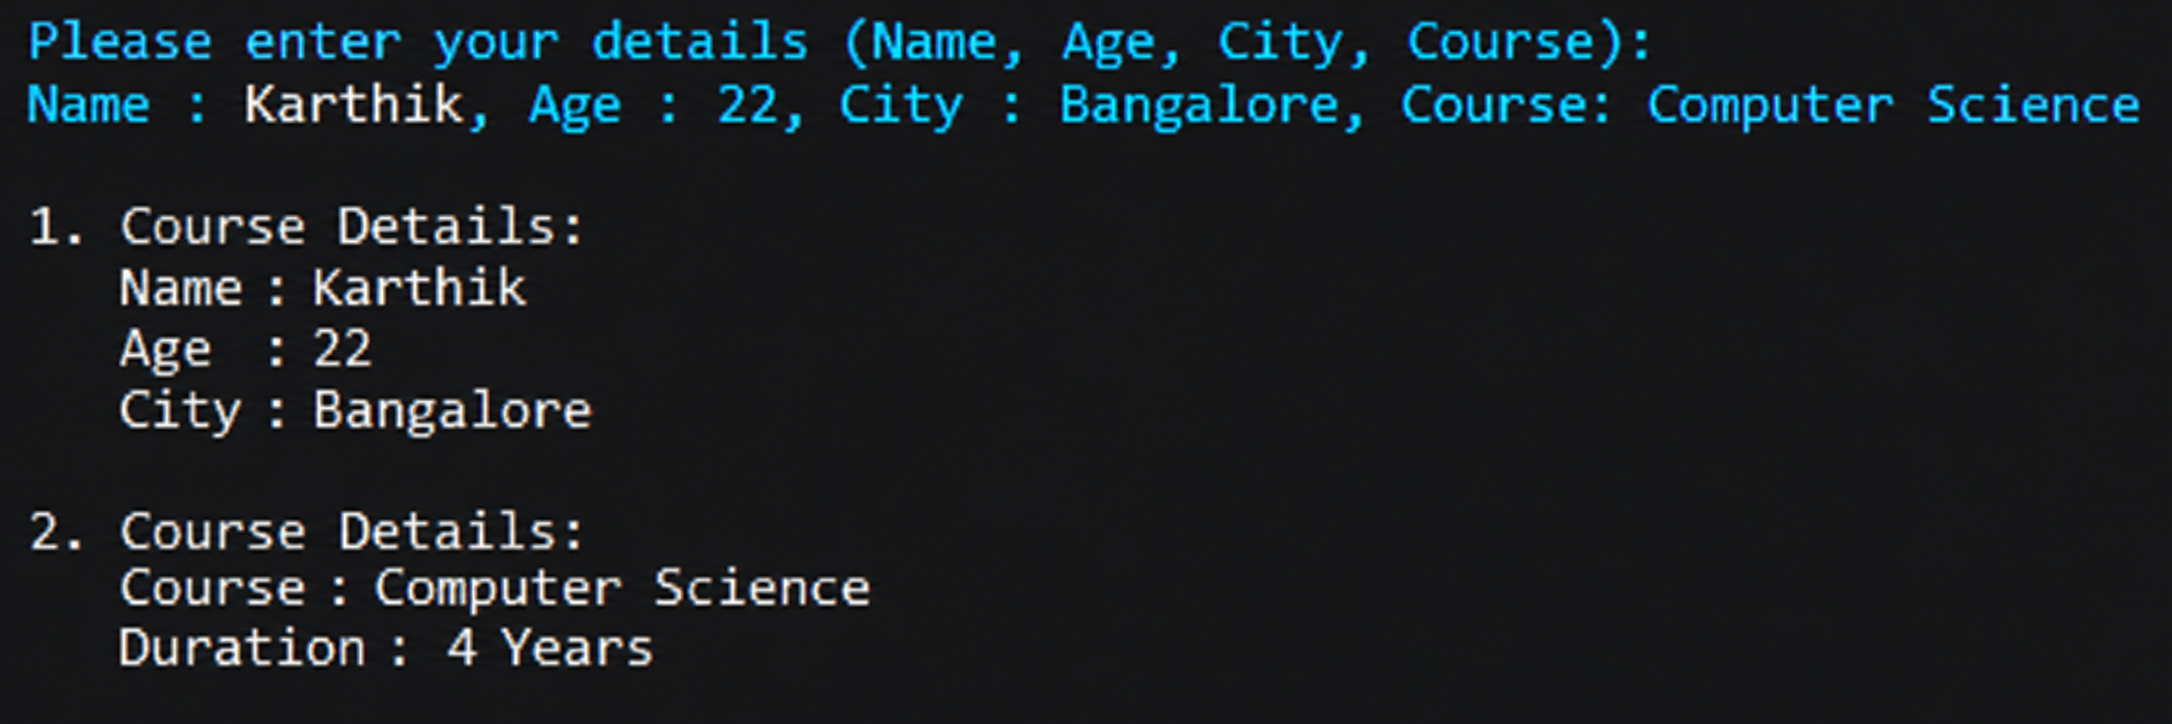 Please enter your details (Name, Age, City, Course):
Name : Karthik, Age : 22, City : Bangalore, Course: Computer Science
1. Course Details:
Name : Karthik
Age : 22
City : Bangalore
2. Course Details:
Course : Computer Science
Duration : 4 Years